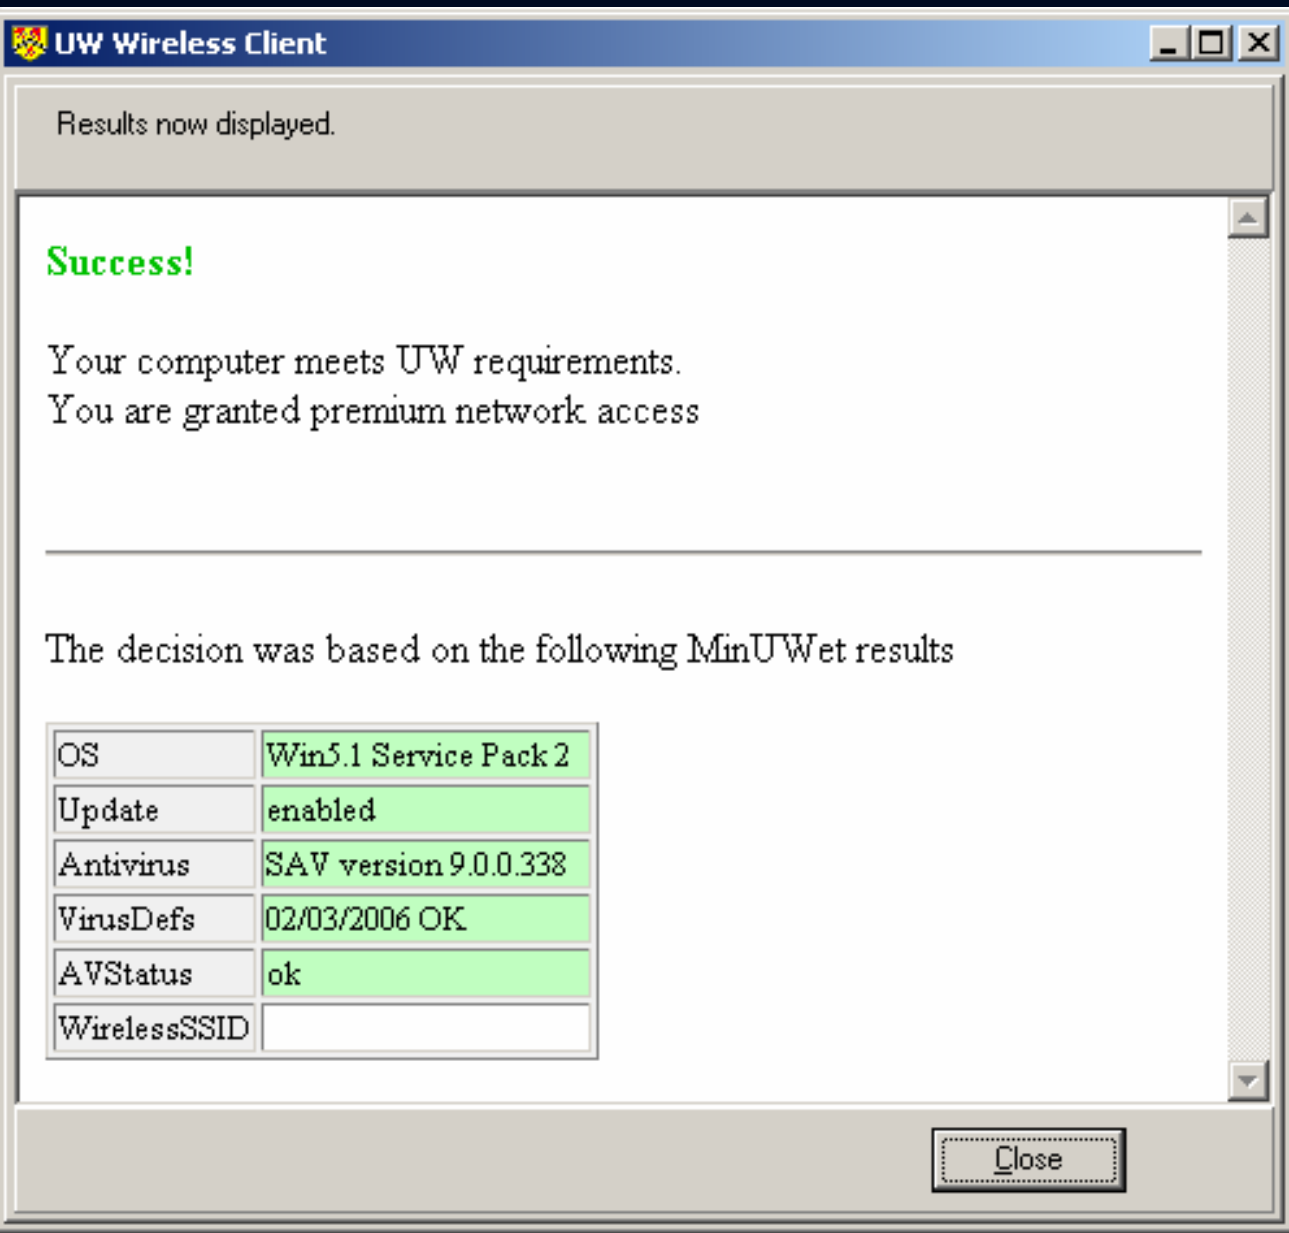 UW Wireless Client
Results now displayed.
Success!
Your computer meets UW requirements.
You are granted premium network access
The decision was based on the following MinUWet results
OS Win5.1 Service Pack 2
Update enabled
Antivirus SAV version 9.0.0.338
VirusDefs 02/03/2006 OK
AVStatus ok
WirelessSSID
Close